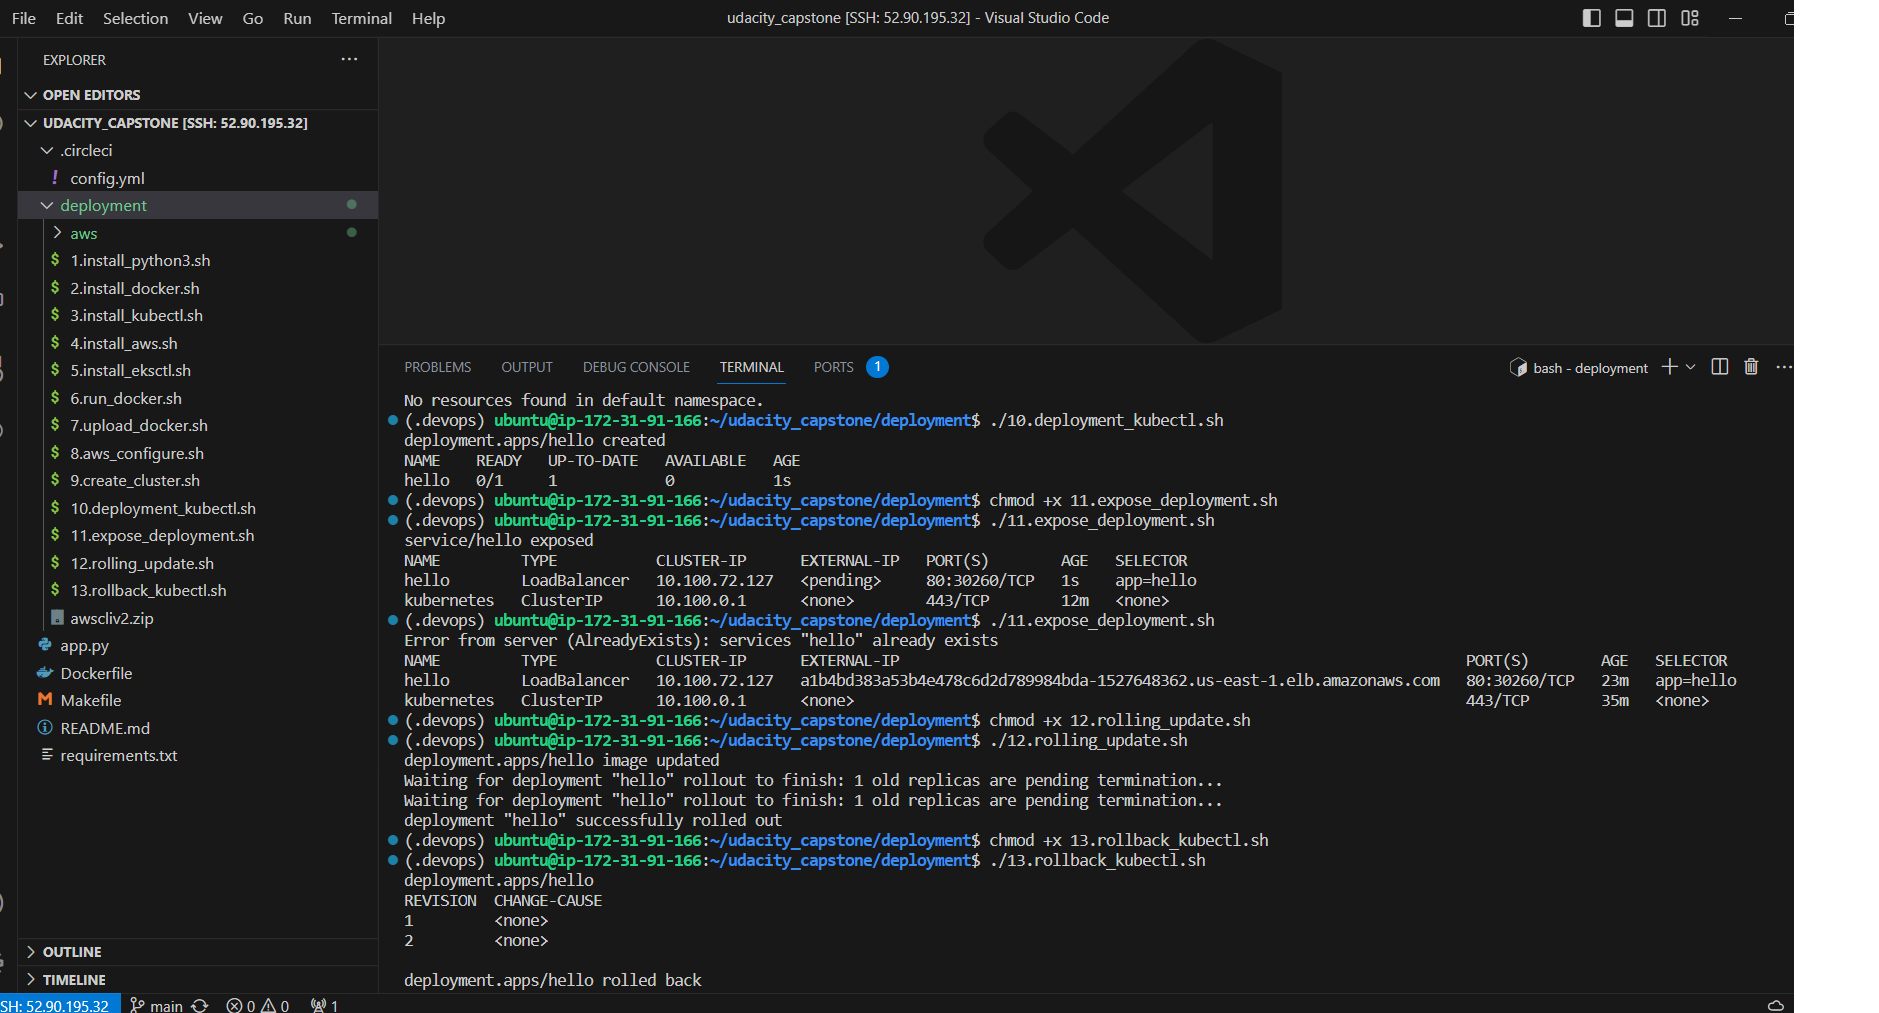 File Edit Selection View Go Run Terminal Help
udacity_capstone [SSH: 52.90.195.32] - Visual Studio Code
EXPLORER
OPEN EDITORS
UDACITY_CAPSTONE [SSH: 52.90.195.32]
.circleci
! config.yml
deployment
aws
$ 1.install_python3.sh
$ 2.install_docker.sh
$ 3.install_kubectl.sh
$ 4.install_aws.sh
$ 5.install_eksctl.sh
$ 6.run_docker.sh
$ 7.upload_docker.sh
$ 8.aws_configure.sh
$ 9.create_cluster.sh
$ 10.deployment_kubectl.sh
$ 11.expose_deployment.sh
$ 12.rolling_update.sh
$ 13.rollback_kubectl.sh
awscliv2.zip
app.py
Dockerfile
M Makefile
README.md
requirements.txt
OUTLINE
TIMELINE
PROBLEMS OUTPUT DEBUG CONSOLE TERMINAL PORTS 1
bash - deployment
No resources found in default namespace.
(.devops) ubuntu@ip-172-31-91-166:~/udacity_capstone/deployment$ ./10.deployment_kubectl.sh
deployment.apps/hello created
NAME READY UP-TO-DATE AVAILABLE AGE
hello 0/1 1 0 1s
(.devops) ubuntu@ip-172-31-91-166:~/udacity_capstone/deployment$ chmod +x 11.expose_deployment.sh
(.devops) ubuntu@ip-172-31-91-166:~/udacity_capstone/deployment$ ./11.expose_deployment.sh
service/hello exposed
NAME TYPE CLUSTER-IP EXTERNAL-IP PORT(S) AGE SELECTOR
hello LoadBalancer 10.100.72.127 <pending> 80:30260/TCP 1s app=hello
kubernetes ClusterIP 10.100.0.1 <none> 443/TCP 12m <none>
(.devops) ubuntu@ip-172-31-91-166:~/udacity_capstone/deployment$ ./11.expose_deployment.sh
Error from server (AlreadyExists): services "hello" already exists
NAME TYPE CLUSTER-IP EXTERNAL-IP PORT(S) AGE SELECTOR
hello LoadBalancer 10.100.72.127 a1b4bd383a53b4e478c6d2d789984bda-1527648362.us-east-1.elb.amazonaws.com 80:30260/TCP 23m app=hello
kubernetes ClusterIP 10.100.0.1 <none> 443/TCP 35m <none>
(.devops) ubuntu@ip-172-31-91-166:~/udacity_capstone/deployment$ chmod +x 12.rolling_update.sh
(.devops) ubuntu@ip-172-31-91-166:~/udacity_capstone/deployment$ ./12.rolling_update.sh
deployment.apps/hello image updated
Waiting for deployment "hello" rollout to finish: 1 old replicas are pending termination...
Waiting for deployment "hello" rollout to finish: 1 old replicas are pending termination...
deployment "hello" successfully rolled out
(.devops) ubuntu@ip-172-31-91-166:~/udacity_capstone/deployment$ chmod +x 13.rollback_kubectl.sh
(.devops) ubuntu@ip-172-31-91-166:~/udacity_capstone/deployment$ ./13.rollback_kubectl.sh
deployment.apps/hello
REVISION CHANGE-CAUSE
1 <none>
2 <none>
deployment.apps/hello rolled back
SH: 52.90.195.32 main 0 0 1